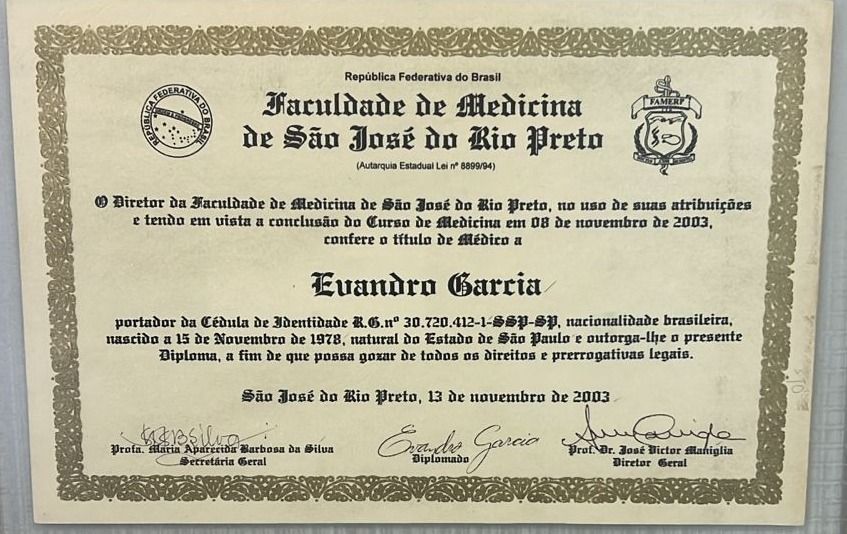 República Federativa do Brasil
Faculdade de Medicina
de São José do Rio Preto
(Autarquia Estadual Lei nº 8899/94)
REPÚBLICA FEDERATIVA DO BRASIL
FAMERP
O Diretor da Faculdade de Medicina de São José do Rio Preto, no uso de suas atribuições
e tendo em vista a conclusão do Curso de Medicina em 08 de novembro de 2003,
confere o título de Médico a
Evandro Garcia
portador da Cédula de Identidade R.G.nº 30.720.412-1-SSP-SP, nacionalidade brasileira,
nascido a 15 de Novembro de 1978, natural do Estado de São Paulo e outorga-lhe o presente
Diploma, a fim de que possa gozar de todos os direitos e prerrogativas legais.
São José do Rio Preto, 13 de novembro de 2003
Evandro Garcia
Profa. Maria Aparecida Barbosa da Silva
Secretária Geral
Diplomado
Prof. Dr. José Victor Maniglia
Diretor Geral